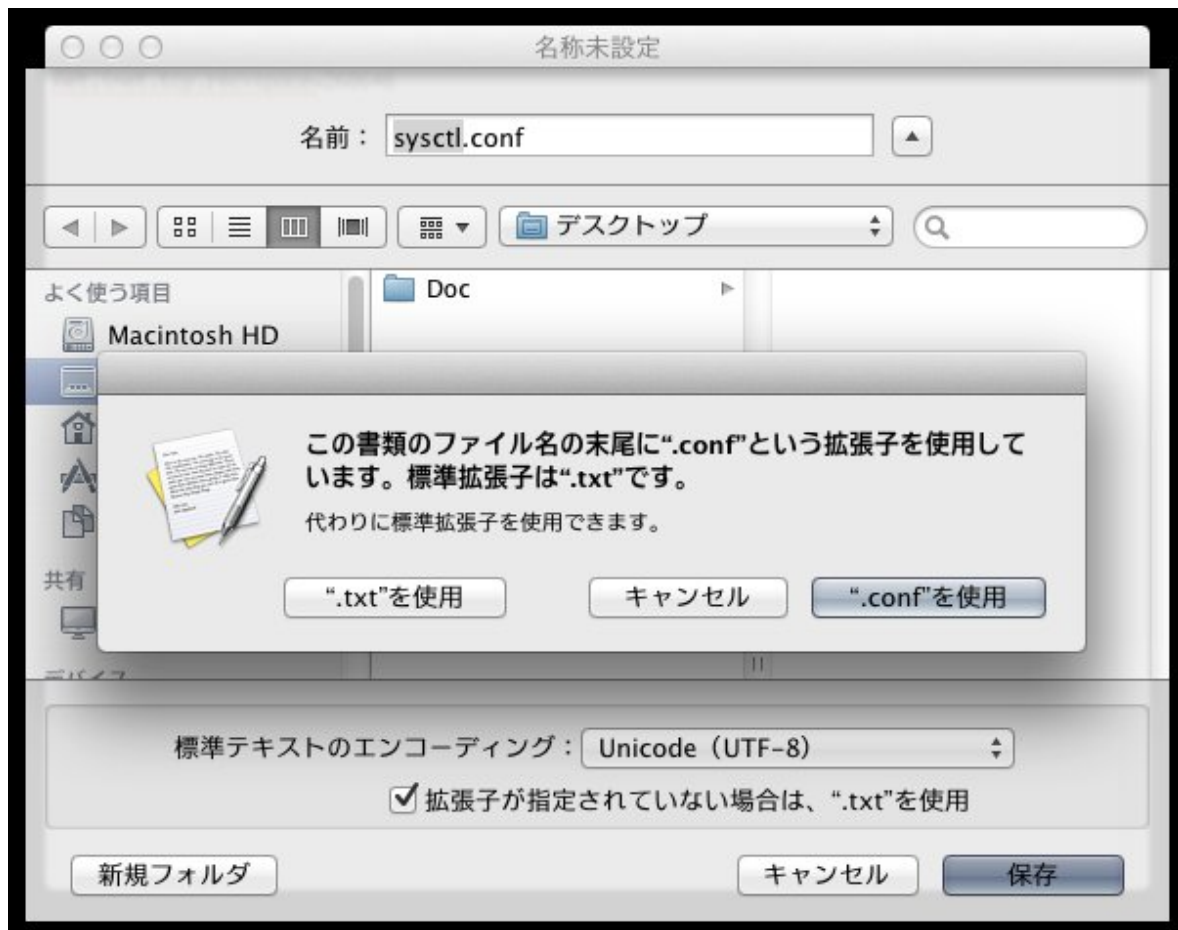 名称未設定
名前： sysctl.conf
デスクトップ
よく使う項目
Doc
Macintosh HD
この書類のファイル名の末尾に“.conf”という拡張子を使用して
います。標準拡張子は“.txt”です。
代わりに標準拡張子を使用できます。
共有
“.txt”を使用 キャンセル “.conf”を使用
デバイス
標準テキストのエンコーディング： Unicode（UTF-8）
拡張子が指定されていない場合は、“.txt”を使用
新規フォルダ キャンセル 保存